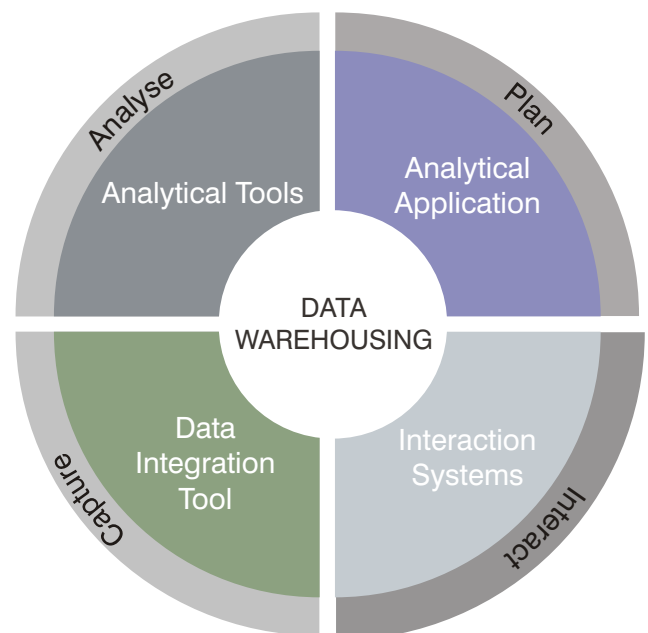 Analyse
Plan
Analytical Tools
Analytical
Application
DATA
WAREHOUSING
Data
Integration
Tool
Interaction
Systems
Capture
Interact